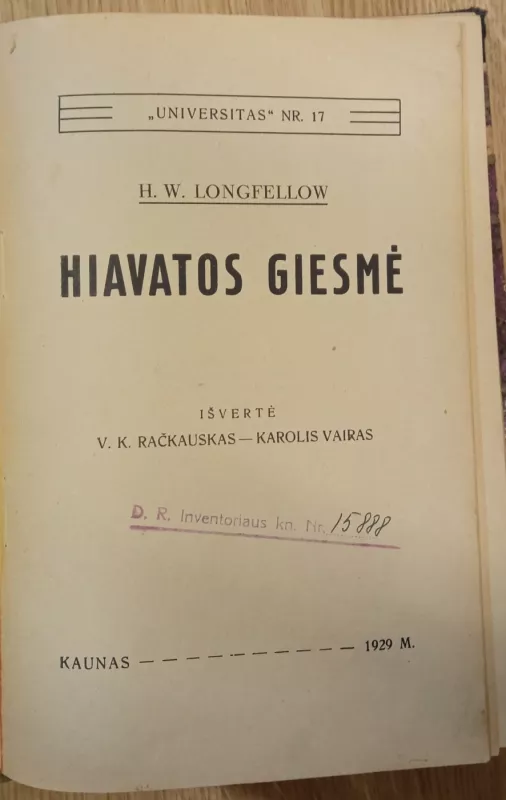 „UNIVERSITAS“ NR. 17
H. W. LONGFELLOW
HIAVATOS GIESMĖ
IŠVERTĖ
V. K. RAČKAUSKAS — KAROLIS VAIRAS
D. R. Inventoriaus kn. Nr. 15888
KAUNAS — — — — — — — — — — 1929 M.